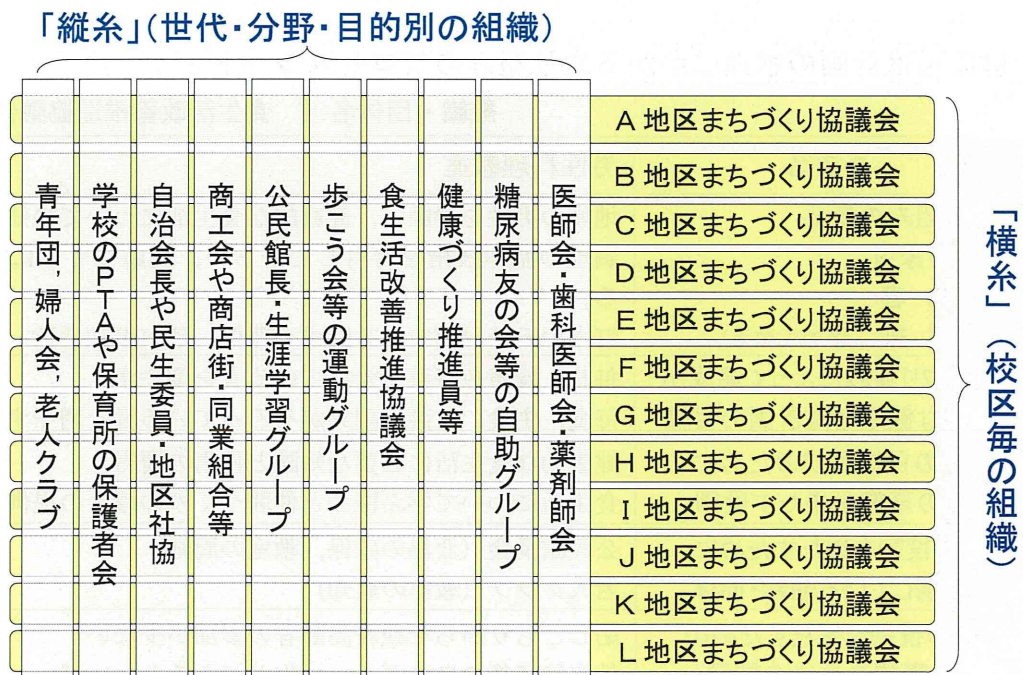 「縦糸」(世代・分野・目的別の組織)
青年団，婦人会，老人クラブ
学校のPTAや保育所の保護者会
自治会長や民生委員・地区社協
商工会や商店街・同業組合等
公民館長・生涯学習グループ
歩こう会等の運動グループ
食生活改善推進協議会
健康づくり推進員等
糖尿病友の会等の自助グループ
医師会・歯科医師会・薬剤師会
A 地区まちづくり協議会
B 地区まちづくり協議会
C 地区まちづくり協議会
D 地区まちづくり協議会
E 地区まちづくり協議会
F 地区まちづくり協議会
G 地区まちづくり協議会
H 地区まちづくり協議会
I 地区まちづくり協議会
J 地区まちづくり協議会
K 地区まちづくり協議会
L 地区まちづくり協議会
「横糸」（校区毎の組織）